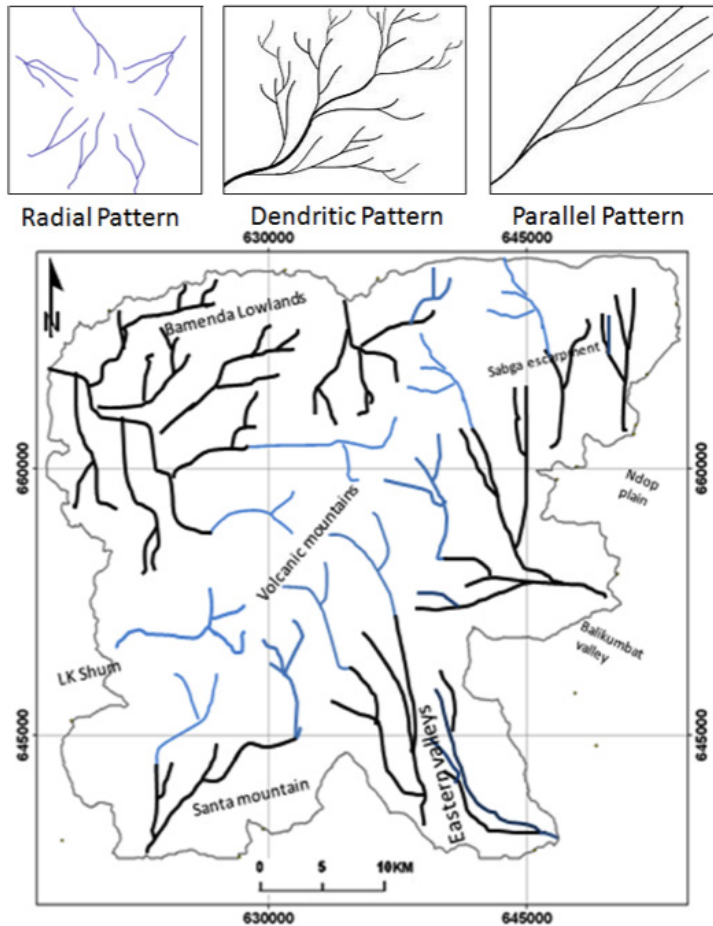 Radial Pattern
Dendritic Pattern
Parallel Pattern
630000
645000
N
Bamenda Lowlands
Sabga escarpment
660000
660000
Ndop
plain
Volcanic mountains
Balikumbat
valley
LK Shum
645000
645000
Eastern valleys
Santa mountain
0 5 10KM
630000
645000